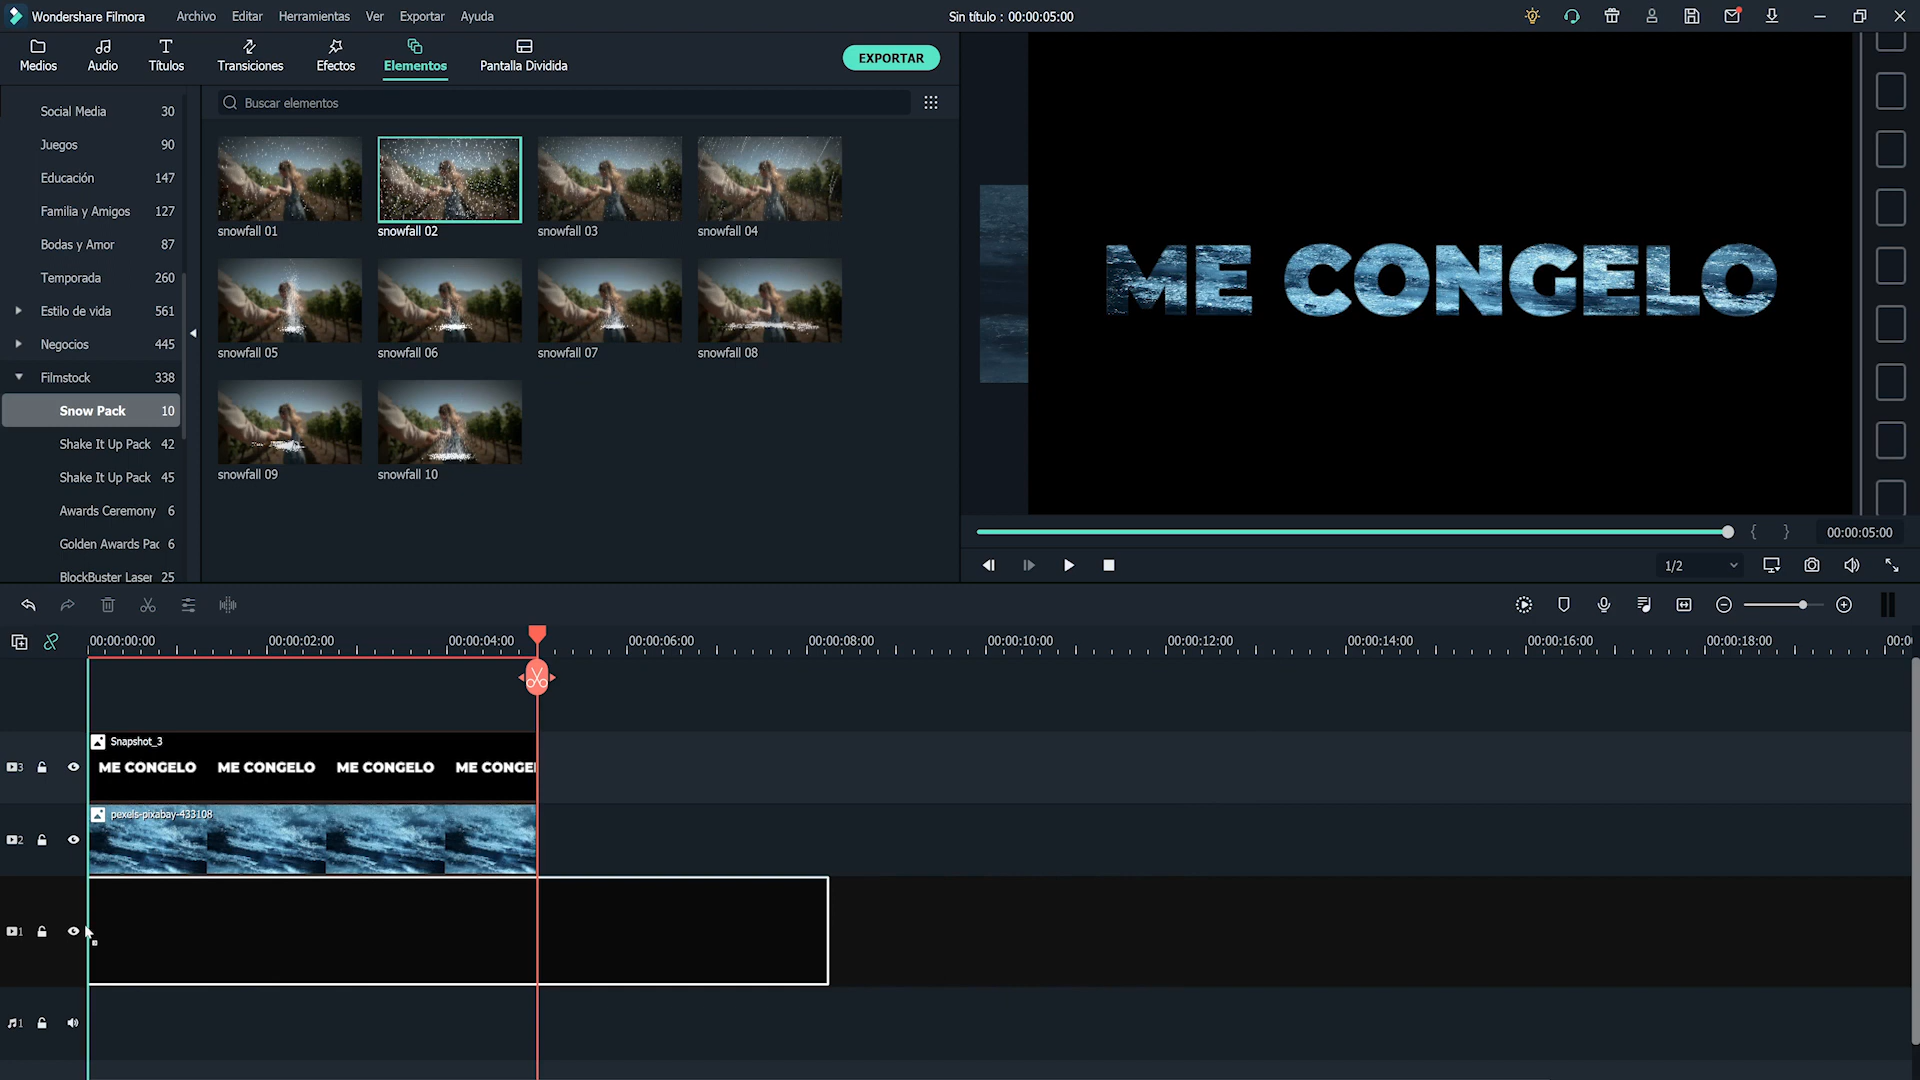 Wondershare Filmora
Archivo
Editar
Herramientas
Ver
Exportar
Ayuda
Sin título : 00:00:05:00
Medios
Audio
Títulos
Transiciones
Efectos
Elementos
Pantalla Dividida
EXPORTAR
Social Media 30
Juegos 90
Educación 147
Familia y Amigos 127
Bodas y Amor 87
Temporada 260
Estilo de vida 561
Negocios 445
Filmstock 338
Snow Pack 10
Shake It Up Pack 42
Shake It Up Pack 45
Awards Ceremony 6
Golden Awards Pac 6
BlockBuster Laser 25
Buscar elementos
snowfall 01
snowfall 02
snowfall 03
snowfall 04
snowfall 05
snowfall 06
snowfall 07
snowfall 08
snowfall 09
snowfall 10
ME CONGELO
{ }
00:00:05:00
1/2
00:00:00:00
00:00:02:00
00:00:04:00
00:00:06:00
00:00:08:00
00:00:10:00
00:00:12:00
00:00:14:00
00:00:16:00
00:00:18:00
00:0
3
Snapshot_3
ME CONGELO ME CONGELO ME CONGELO ME CONGE
2
pexels-pixabay-433108
1
1